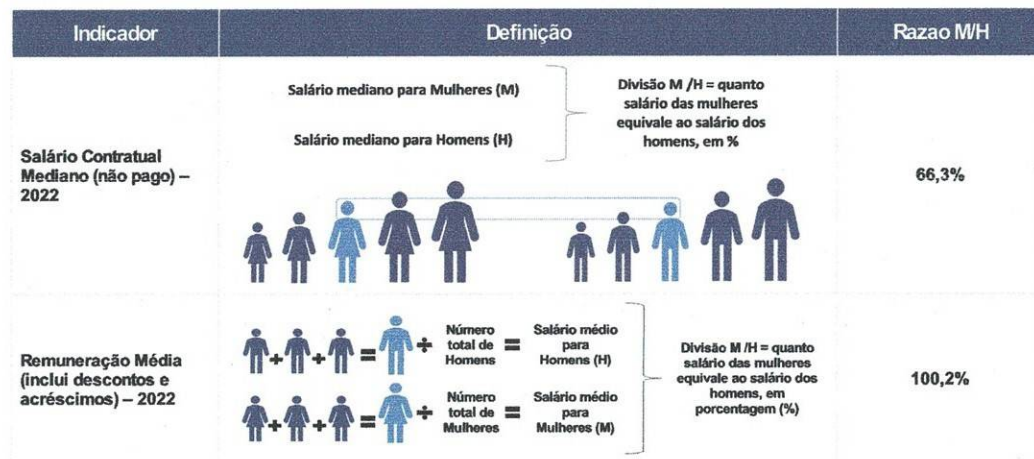 Indicador
Definição
Razao M/H
Salário Contratual
Mediano (não pago) –
2022
Salário mediano para Mulheres (M)
Salário mediano para Homens (H)
Divisão M /H = quanto
salário das mulheres
equivale ao salário dos
homens, em %
66,3%
Remuneração Média
(inclui descontos e
acréscimos) – 2022
+ + = ÷
Número
total de
Homens
=
Salário médio
para
Homens (H)
+ + = ÷
Número
total de
Mulheres
=
Salário médio
para
Mulheres (M)
Divisão M /H = quanto
salário das mulheres
equivale ao salário dos
homens, em
porcentagem (%)
100,2%